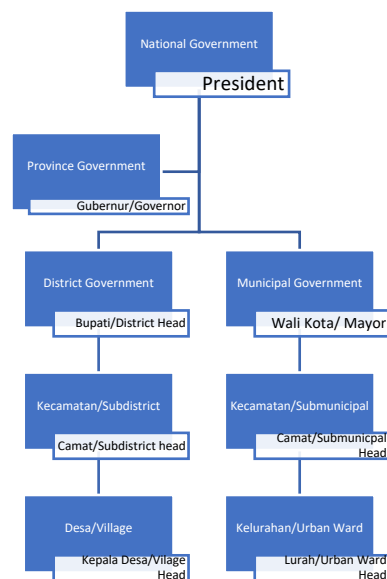 National Government
President
Province Government
Gubernur/Governor
District Government
Bupati/District Head
Municipal Government
Wali Kota/ Mayor
Kecamatan/Subdistrict
Camat/Subdistrict head
Kecamatan/Submunicipal
Camat/Submunicpal
Head
Desa/Village
Kepala Desa/Vilage
Head
Kelurahan/Urban Ward
Lurah/Urban Ward
Head